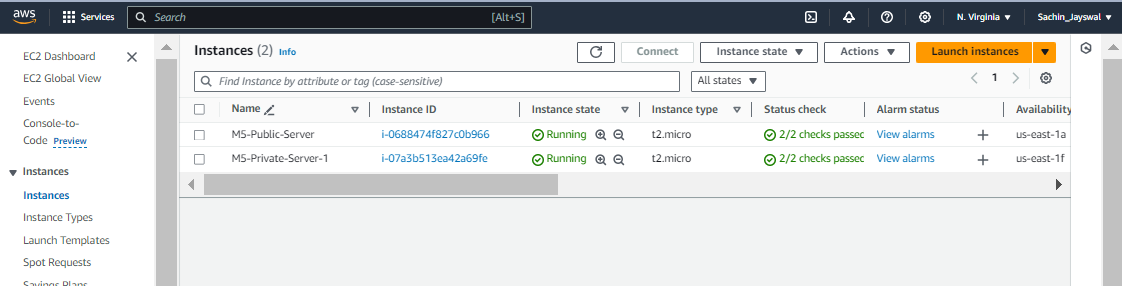 aws
Services
Search
[Alt+S]
N. Virginia ▼
Sachin_Jayswal ▼
EC2 Dashboard
EC2 Global View
Events
Console-to-
Code Preview
▼ Instances
Instances
Instance Types
Launch Templates
Spot Requests
Savings Plans
Instances (2) Info
Connect
Instance state ▼
Actions ▼
Launch instances ▼
Find Instance by attribute or tag (case-sensitive)
All states ▼
< 1 >
Name Instance ID Instance state Instance type Status check Alarm status Availability
M5-Public-Server i-0688474f827c0b966 Running t2.micro 2/2 checks passed View alarms + us-east-1a
M5-Private-Server-1 i-07a3b513ea42a69fe Running t2.micro 2/2 checks passed View alarms + us-east-1f